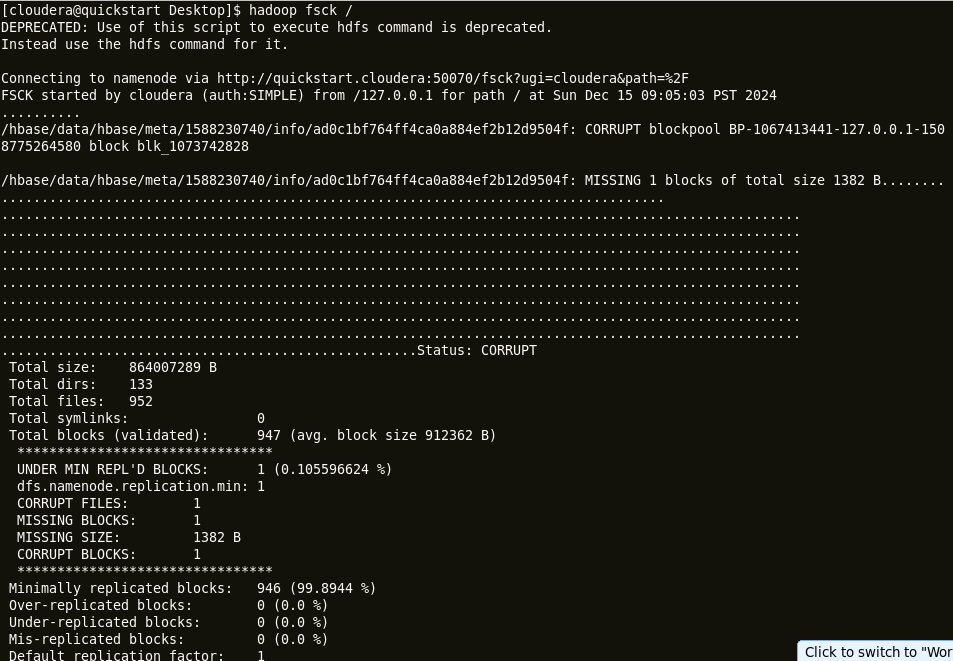 [cloudera@quickstart Desktop]$ hadoop fsck /
DEPRECATED: Use of this script to execute hdfs command is deprecated.
Instead use the hdfs command for it.
Connecting to namenode via http://quickstart.cloudera:50070/fsck?ugi=cloudera&path=%2F
FSCK started by cloudera (auth:SIMPLE) from /127.0.0.1 for path / at Sun Dec 15 09:05:03 PST 2024
..........
/hbase/data/hbase/meta/1588230740/info/ad0c1bf764ff4ca0a884ef2b12d9504f: CORRUPT blockpool BP-1067413441-127.0.0.1-150
8775264580 block blk_1073742828
/hbase/data/hbase/meta/1588230740/info/ad0c1bf764ff4ca0a884ef2b12d9504f: MISSING 1 blocks of total size 1382 B........
...................................................................................
....................................................................................................
....................................................................................................
....................................................................................................
....................................................................................................
....................................................................................................
....................................................................................................
....................................................................................................
....................................................................................................
....................................................Status: CORRUPT
Total size:    864007289 B
Total dirs:    133
Total files:   952
Total symlinks:                0
Total blocks (validated):      947 (avg. block size 912362 B)
********************************
UNDER MIN REPL'D BLOCKS:      1 (0.105596624 %)
dfs.namenode.replication.min: 1
CORRUPT FILES:        1
MISSING BLOCKS:       1
MISSING SIZE:         1382 B
CORRUPT BLOCKS:       1
********************************
Minimally replicated blocks:   946 (99.8944 %)
Over-replicated blocks:        0 (0.0 %)
Under-replicated blocks:       0 (0.0 %)
Mis-replicated blocks:         0 (0.0 %)
Default replication factor:    1
Click to switch to "Wor